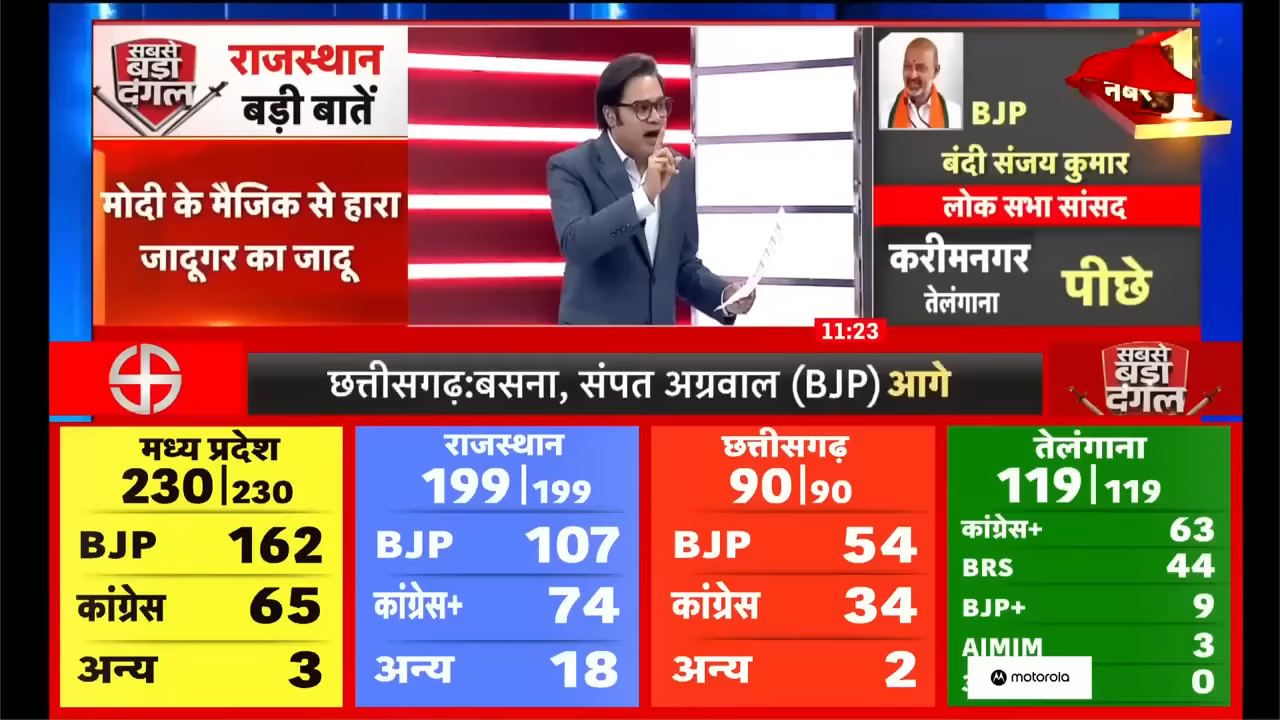 सबसे
बड़ा
दंगल
राजस्थान
बड़ी बातें
मोदी के मैजिक से हारा
जादूगर का जादू
BJP
नंबर
1
बंदी संजय कुमार
लोक सभा सांसद
करीमनगर
तेलंगाना
पीछे
11:23
छत्तीसगढ़:बसना, संपत अग्रवाल (BJP) आगे
सबसे
बड़ा
दंगल
मध्य प्रदेश
230|230
BJP 162
कांग्रेस 65
अन्य 3
राजस्थान
199|199
BJP 107
कांग्रेस+ 74
अन्य 18
छत्तीसगढ़
90|90
BJP 54
कांग्रेस 34
अन्य 2
तेलंगाना
119|119
कांग्रेस+ 63
BRS 44
BJP+ 9
AIMIM 3
0
motorola